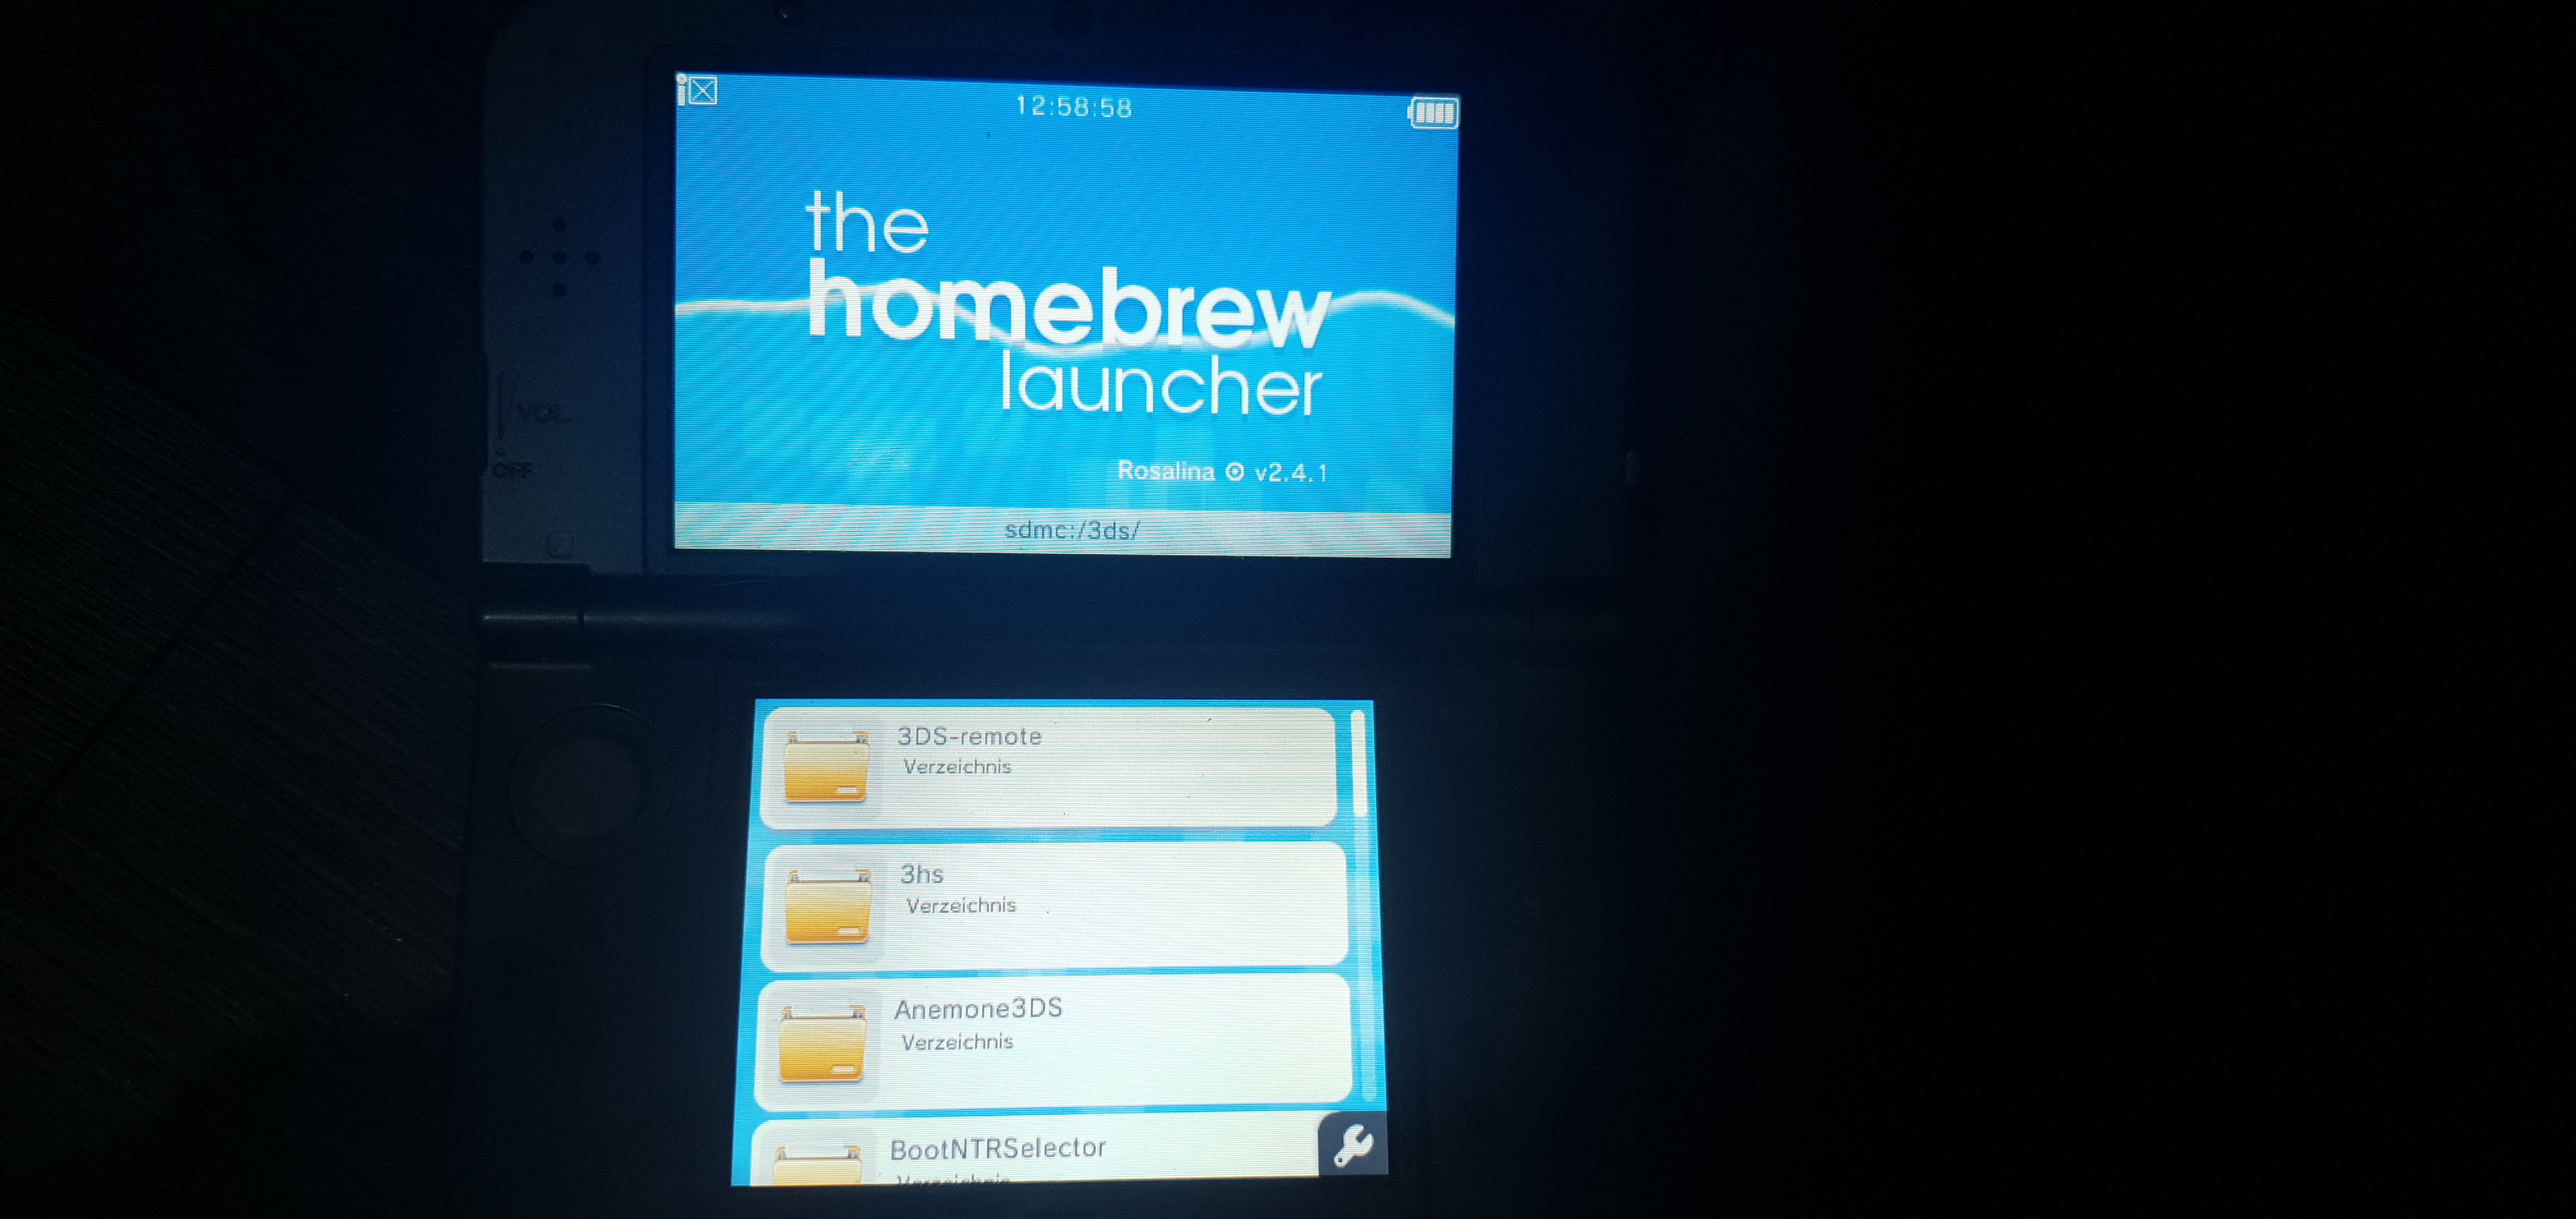 12:58:58
the
homebrew
launcher
Rosalina v2.4.1
sdmc:/3ds/
VOL
OFF
3DS-remote
Verzeichnis
3hs
Verzeichnis
Anemone3DS
Verzeichnis
BootNTRSelector
Verzeichnis